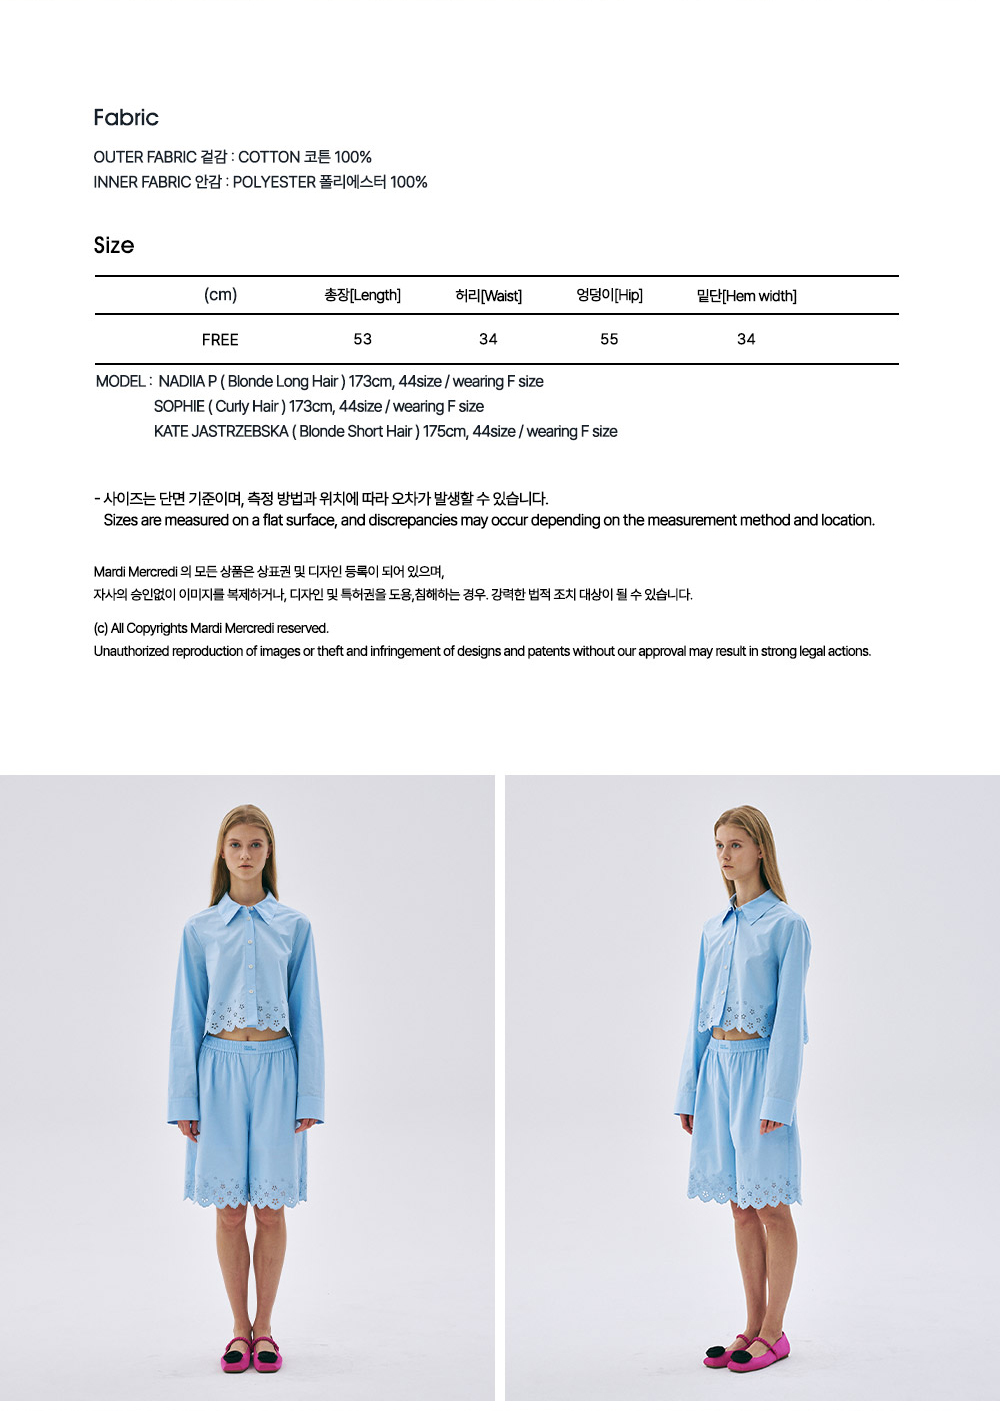 Fabric
OUTER FABRIC 겉감 : COTTON 코튼 100%
INNER FABRIC 안감 : POLYESTER 폴리에스터 100%
Size
(cm) 총장[Length] 허리[Waist] 엉덩이[Hip] 밑단[Hem width]
FREE 53 34 55 34
MODEL : NADIIA P ( Blonde Long Hair ) 173cm, 44size / wearing F size
SOPHIE ( Curly Hair ) 173cm, 44size / wearing F size
KATE JASTRZEBSKA ( Blonde Short Hair ) 175cm, 44size / wearing F size
- 사이즈는 단면 기준이며, 측정 방법과 위치에 따라 오차가 발생할 수 있습니다.
Sizes are measured on a flat surface, and discrepancies may occur depending on the measurement method and location.
Mardi Mercredi 의 모든 상품은 상표권 및 디자인 등록이 되어 있으며,
자사의 승인없이 이미지를 복제하거나, 디자인 및 특허권을 도용,침해하는 경우. 강력한 법적 조치 대상이 될 수 있습니다.
(c) All Copyrights Mardi Mercredi reserved.
Unauthorized reproduction of images or theft and infringement of designs and patents without our approval may result in strong legal actions.